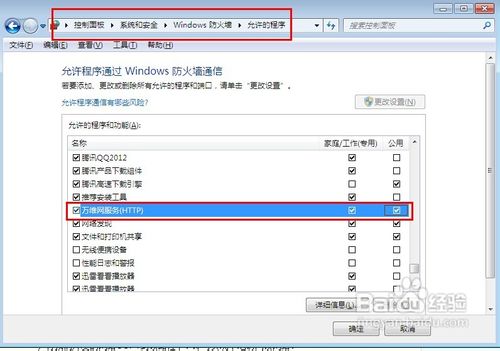 控制面板 ▸ 系统和安全 ▸ Windows 防火墙 ▸ 允许的程序
搜索控制面板
文件(F) 编辑(E) 查看(V) 工具(T) 帮助(H)
允许程序通过 Windows 防火墙通信
若要添加、更改或删除所有允许的程序和端口，请单击“更改设置”。
允许程序通信有哪些风险?
更改设置(N)
允许的程序和功能(A):
名称 家庭/工作(专用) 公用
腾讯QQ2012
腾讯产品下载组件
腾讯高速下载引擎
推荐安装工具
万维网服务(HTTP)
网络发现
文件和打印机共享
无线便携设备
性能日志和警报
迅雷看看播放器
迅雷看看播放器
详细信息(L)...
确定 取消
Baidu 经验
jingyan.baidu.com